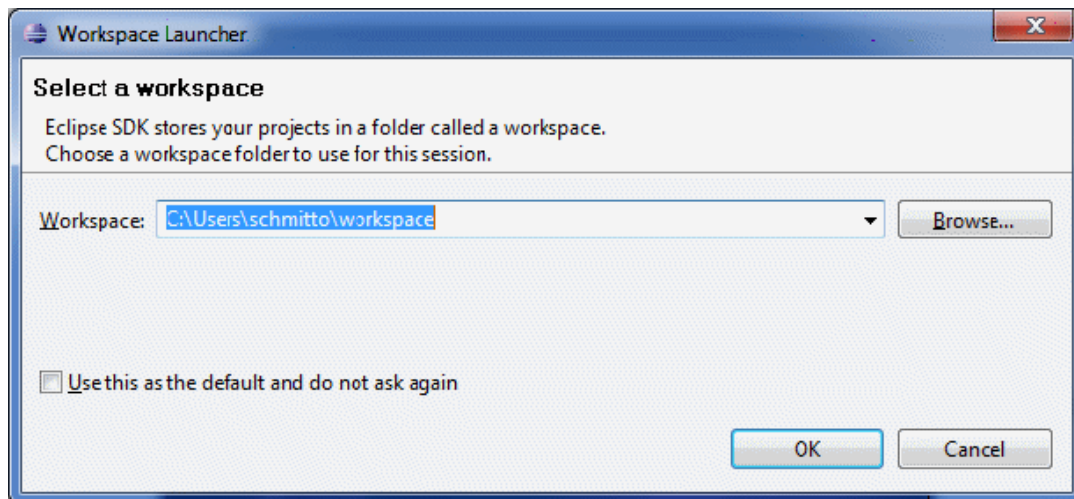 Workspace Launcher
Select a workspace
Eclipse SDK stores your projects in a folder called a workspace.
Choose a workspace folder to use for this session.
Workspace: C:\Users\schmitto\workspace Browse...
Use this as the default and do not ask again
OK Cancel